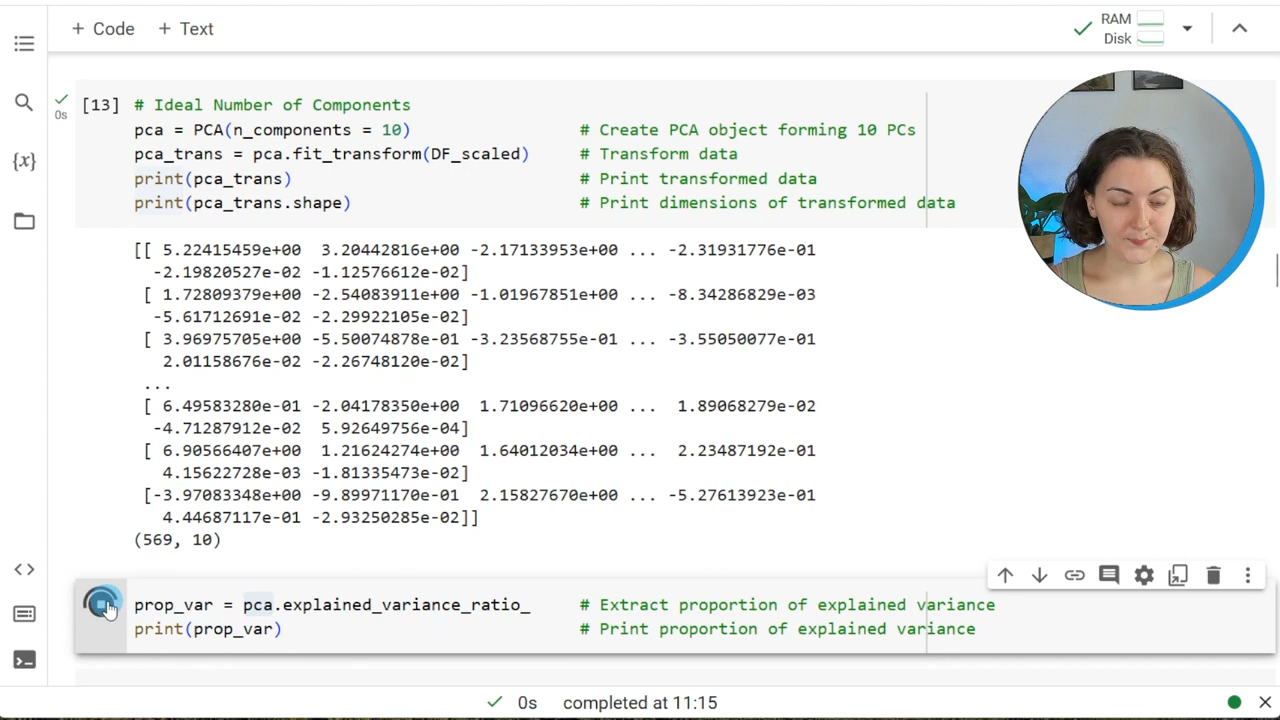 + Code + Text
RAM
Disk
{x}
[13] # Ideal Number of Components
0s
pca = PCA(n_components = 10) # Create PCA object forming 10 PCs
pca_trans = pca.fit_transform(DF_scaled) # Transform data
print(pca_trans) # Print transformed data
print(pca_trans.shape) # Print dimensions of transformed data
[[ 5.22415459e+00 3.20442816e+00 -2.17133953e+00 ... -2.31931776e-01
-2.19820527e-02 -1.12576612e-02]
[ 1.72809379e+00 -2.54083911e+00 -1.01967851e+00 ... -8.34286829e-03
-5.61712691e-02 -2.29922105e-02]
[ 3.96975705e+00 -5.50074878e-01 -3.23568755e-01 ... -3.55050077e-01
2.01158676e-02 -2.26748120e-02]
...
[ 6.49583280e-01 -2.04178350e+00 1.71096620e+00 ... 1.89068279e-02
-4.71287912e-02 5.92649756e-04]
[ 6.90566407e-01 1.21624274e+00 1.64012034e+00 ... 2.23487192e-01
4.15622728e-03 -1.81335473e-02]
[-3.97083348e+00 -9.89971170e-01 2.15827670e+00 ... -5.27613923e-01
4.44687117e-01 -2.93250285e-02]]
(569, 10)
prop_var = pca.explained_variance_ratio_ # Extract proportion of explained variance
print(prop_var) # Print proportion of explained variance
0s completed at 11:15